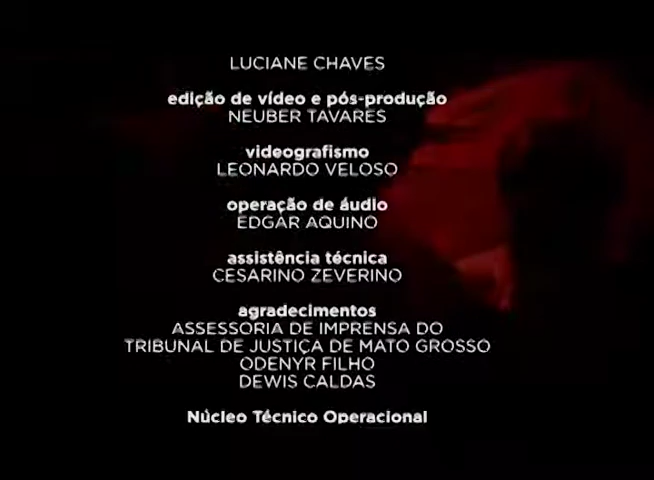 LUCIANE CHAVES
edição de vídeo e pós-produção
NEUBER TAVARES
videografismo
LEONARDO VELOSO
operação de áudio
EDGAR AQUINO
assistência técnica
CESARINO ZEVERINO
agradecimentos
ASSESSORIA DE IMPRENSA DO
TRIBUNAL DE JUSTIÇA DE MATO GROSSO
ODENYR FILHO
DEWIS CALDAS
Núcleo Técnico Operacional